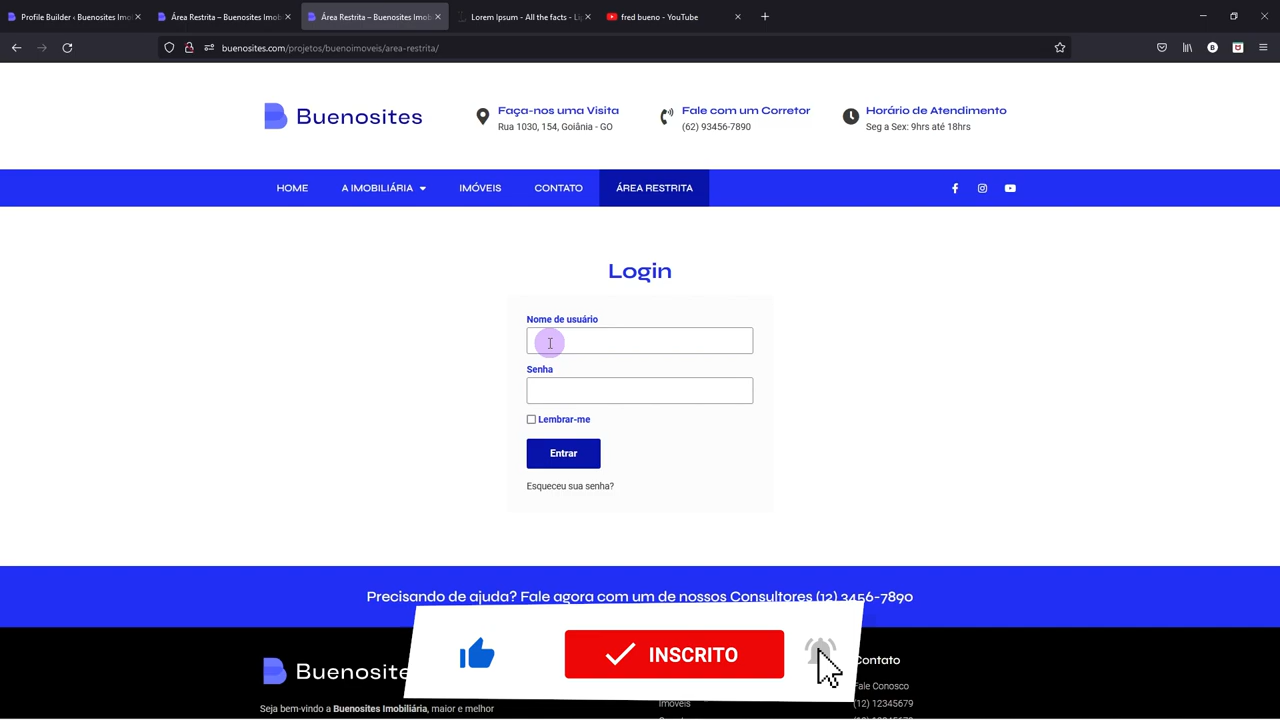 Profile Builder ‹ Buenosites Imo
Área Restrita – Buenosites Imob
Área Restrita – Buenosites Imob
Lorem Ipsum - All the facts - Li
fred bueno - YouTube
buenosites.com/projetos/buenoimoveis/area-restrita/
Buenosites
Faça-nos uma Visita
Rua 1030, 154, Goiânia - GO
Fale com um Corretor
(62) 93456-7890
Horário de Atendimento
Seg a Sex: 9hrs até 18hrs
HOME
A IMOBILIÁRIA
IMÓVEIS
CONTATO
ÁREA RESTRITA
Login
Nome de usuário
Senha
Lembrar-me
Entrar
Esqueceu sua senha?
Precisando de ajuda? Fale agora com um de nossos Consultores (12) 3456-7890
INSCRITO
Buenosites
Seja bem-vindo a Buenosites Imobiliária, maior e melhor
Imóveis
Contato
Fale Conosco
(12) 12345679